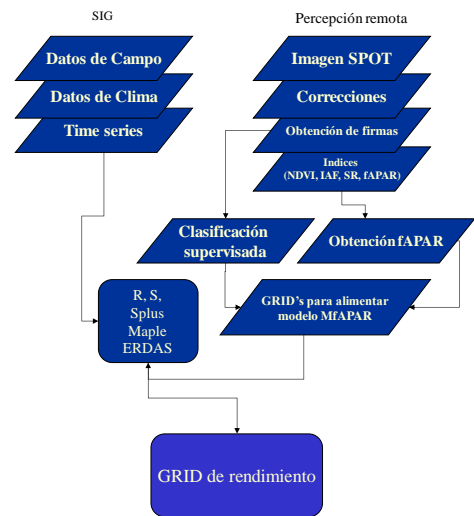 SIG
Percepción remota
Datos de Campo
Datos de Clima
Time series
Imagen SPOT
Correcciones
Obtención de firmas
Indices
(NDVI, IAF, SR, fAPAR)
Clasificación
supervisada
Obtención fAPAR
R, S,
Splus
Maple
ERDAS
GRID's para alimentar
modelo MfAPAR
GRID de rendimiento